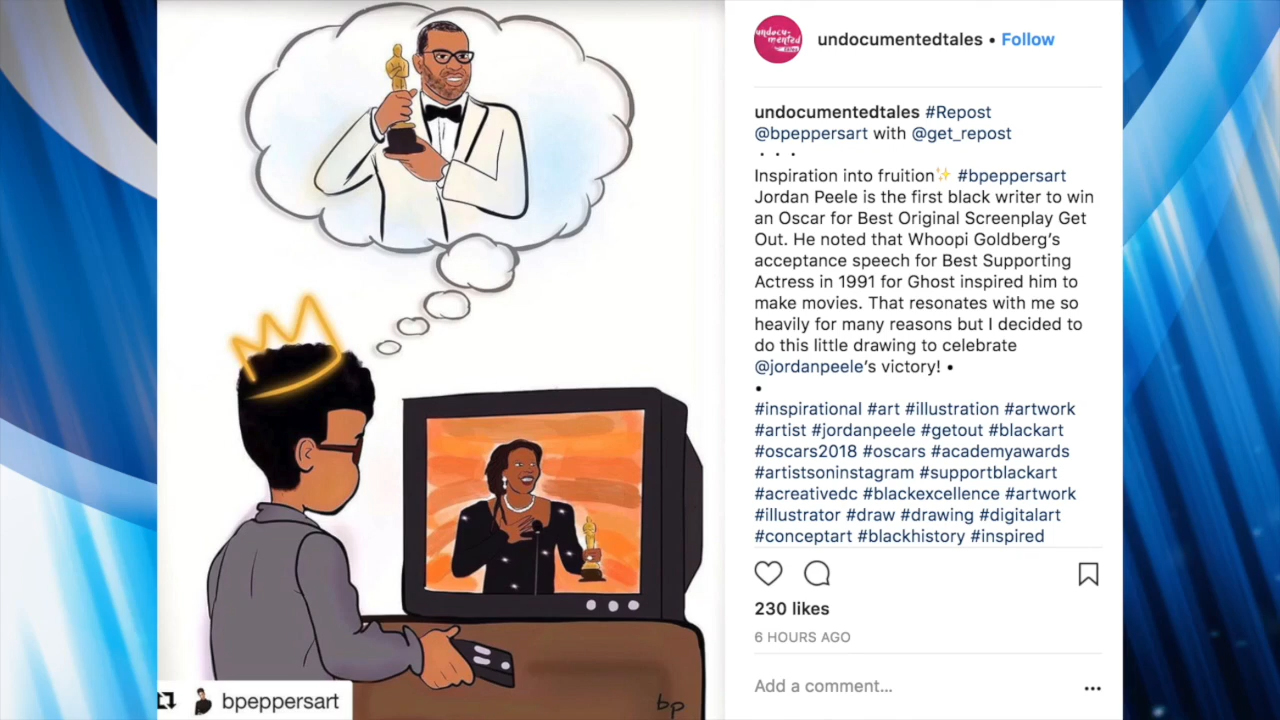 undocu-
mented
tales
undocumentedtales • Follow
undocumentedtales #Repost
@bpeppersart with @get_repost
・・・
Inspiration into fruition✨ #bpeppersart
Jordan Peele is the first black writer to win
an Oscar for Best Original Screenplay Get
Out. He noted that Whoopi Goldberg’s
acceptance speech for Best Supporting
Actress in 1991 for Ghost inspired him to
make movies. That resonates with me so
heavily for many reasons but I decided to
do this little drawing to celebrate
@jordanpeele’s victory! •
•
#inspirational #art #illustration #artwork
#artist #jordanpeele #getout #blackart
#oscars2018 #oscars #academyawards
#artistsoninstagram #supportblackart
#acreativedc #blackexcellence #artwork
#illustrator #draw #drawing #digitalart
#conceptart #blackhistory #inspired
230 likes
6 HOURS AGO
Add a comment...
bpeppersart
bp